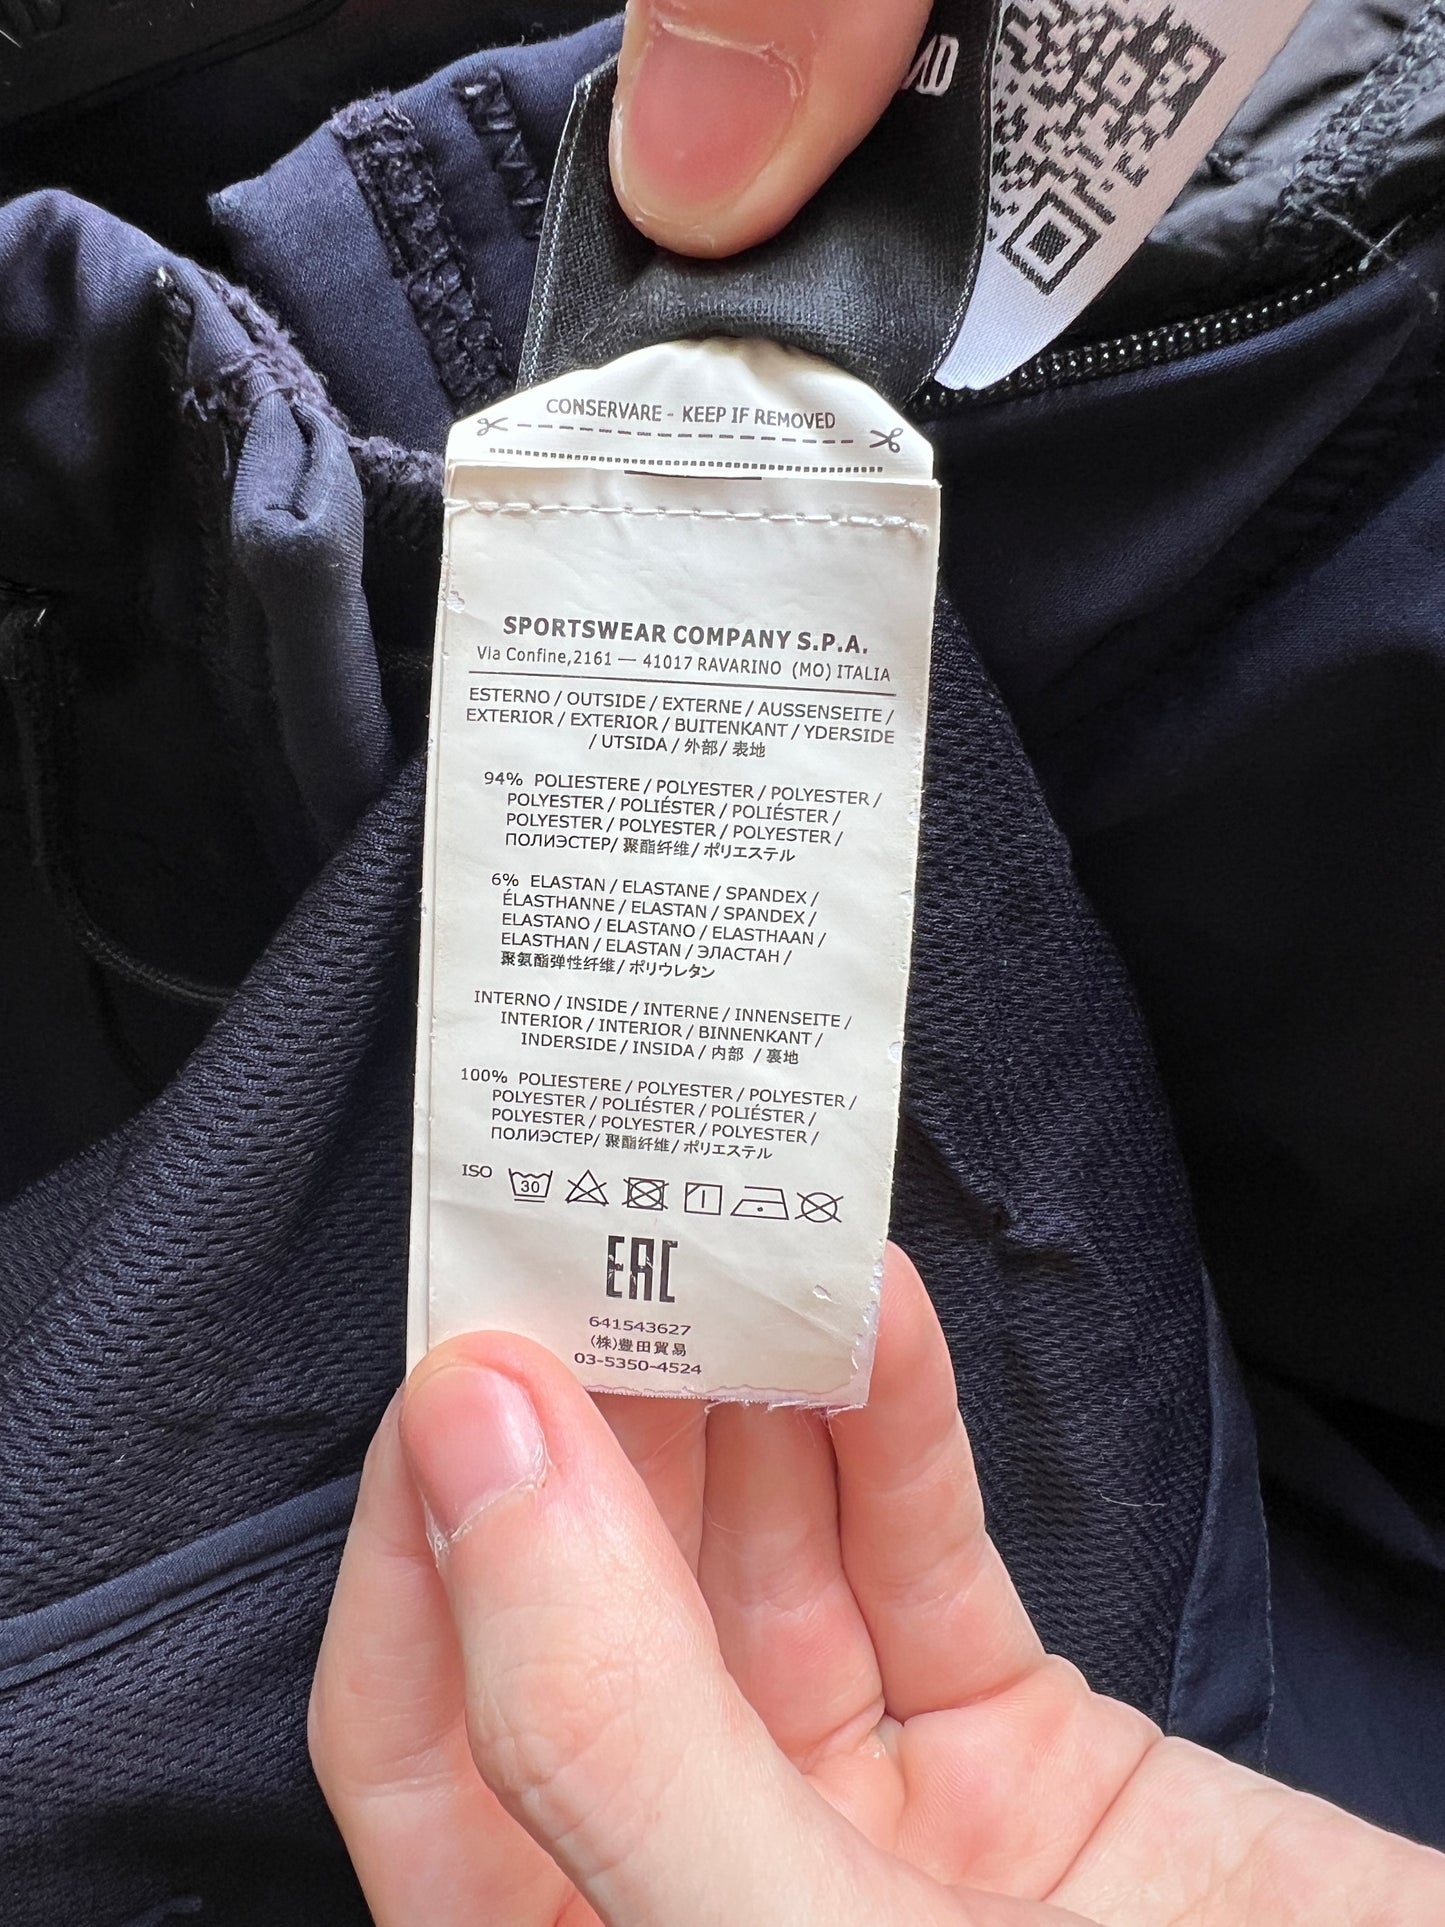 CONSERVARE - KEEP IF REMOVED
SPORTSWEAR COMPANY S.P.A.
Via Confine,2161 — 41017 RAVARINO (MO) ITALIA
ESTERNO / OUTSIDE / EXTERNE / AUSSENSEITE /
EXTERIOR / EXTERIOR / BUITENKANT / YDERSIDE
/ UTSIDA / 外部/ 表地
94% POLIESTERE / POLYESTER / POLYESTER /
POLYESTER / POLIÉSTER / POLIÉSTER /
POLYESTER / POLYESTER / POLYESTER /
ПОЛИЭСТЕР/ 聚酯纤维/ ポリエステル
6% ELASTAN / ELASTANE / SPANDEX /
ÉLASTHANNE / ELASTAN / SPANDEX /
ELASTANO / ELASTANO / ELASTHAAN /
ELASTHAN / ELASTAN / ЭЛАСТАН /
聚氨酯弹性纤维/ ポリウレタン
INTERNO / INSIDE / INTERNE / INNENSEITE /
INTERIOR / INTERIOR / BINNENKANT /
INDERSIDE / INSIDA / 内部 / 裏地
100% POLIESTERE / POLYESTER / POLYESTER /
POLYESTER / POLIÉSTER / POLIÉSTER /
POLYESTER / POLYESTER / POLYESTER /
ПОЛИЭСТЕР/ 聚酯纤维/ ポリエステル
ISO 30
EAC
641543627
(株)豊田貿易
03-5350-4524